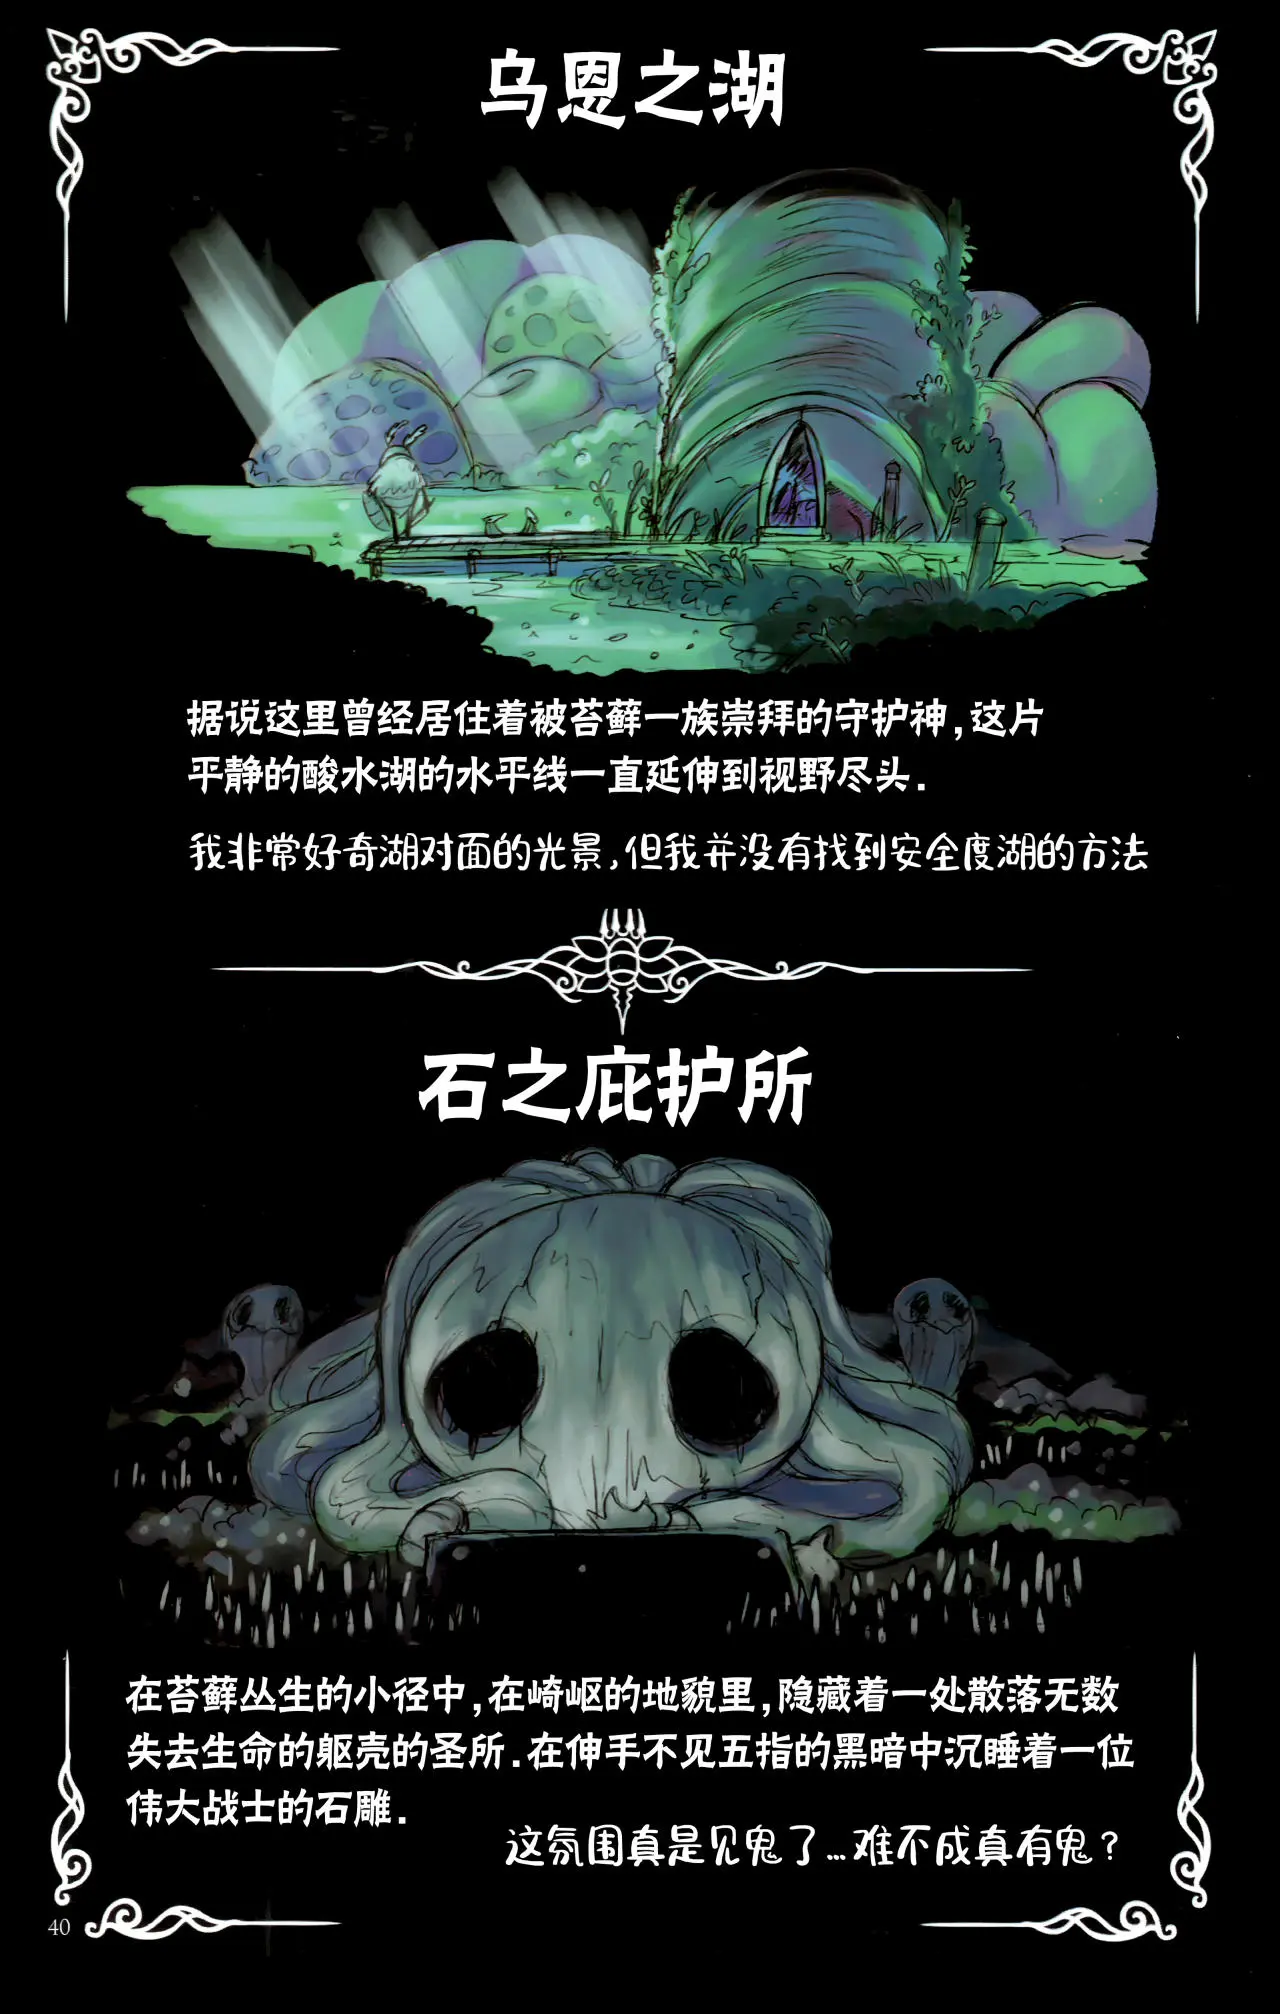 乌恩之湖
据说这里曾经居住着被苔藓一族崇拜的守护神,这片
平静的酸水湖的水平线一直延伸到视野尽头.
我非常好奇湖对面的光景,但我并没有找到安全度湖的方法
石之庇护所
在苔藓丛生的小径中,在崎岖的地貌里,隐藏着一处散落无数
失去生命的躯壳的圣所.在伸手不见五指的黑暗中沉睡着一位
伟大战士的石雕.
这氛围真是见鬼了...难不成真有鬼?
40